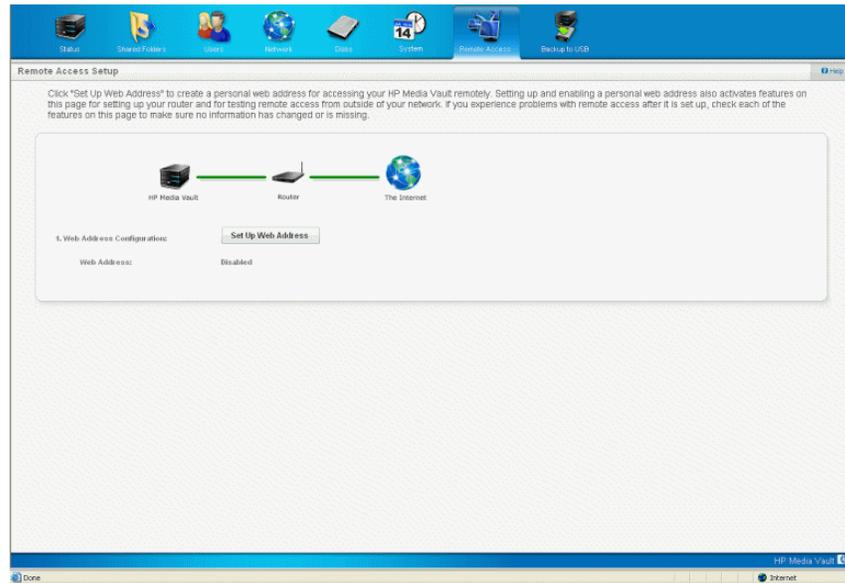 Status Shared Folders Users Network Disks 14 System Remote Access Backup to USB
Remote Access Setup Help
Click "Set Up Web Address" to create a personal web address for accessing your HP Media Vault remotely. Setting up and enabling a personal web address also activates features on
this page for setting up your router and for testing remote access from outside of your network. If you experience problems with remote access after it is set up, check each of the
features on this page to make sure no information has changed or is missing.
HP Media Vault Router The Internet
1. Web Address Configuration: Set Up Web Address
Web Address: Disabled
HP Media Vault
Done Internet